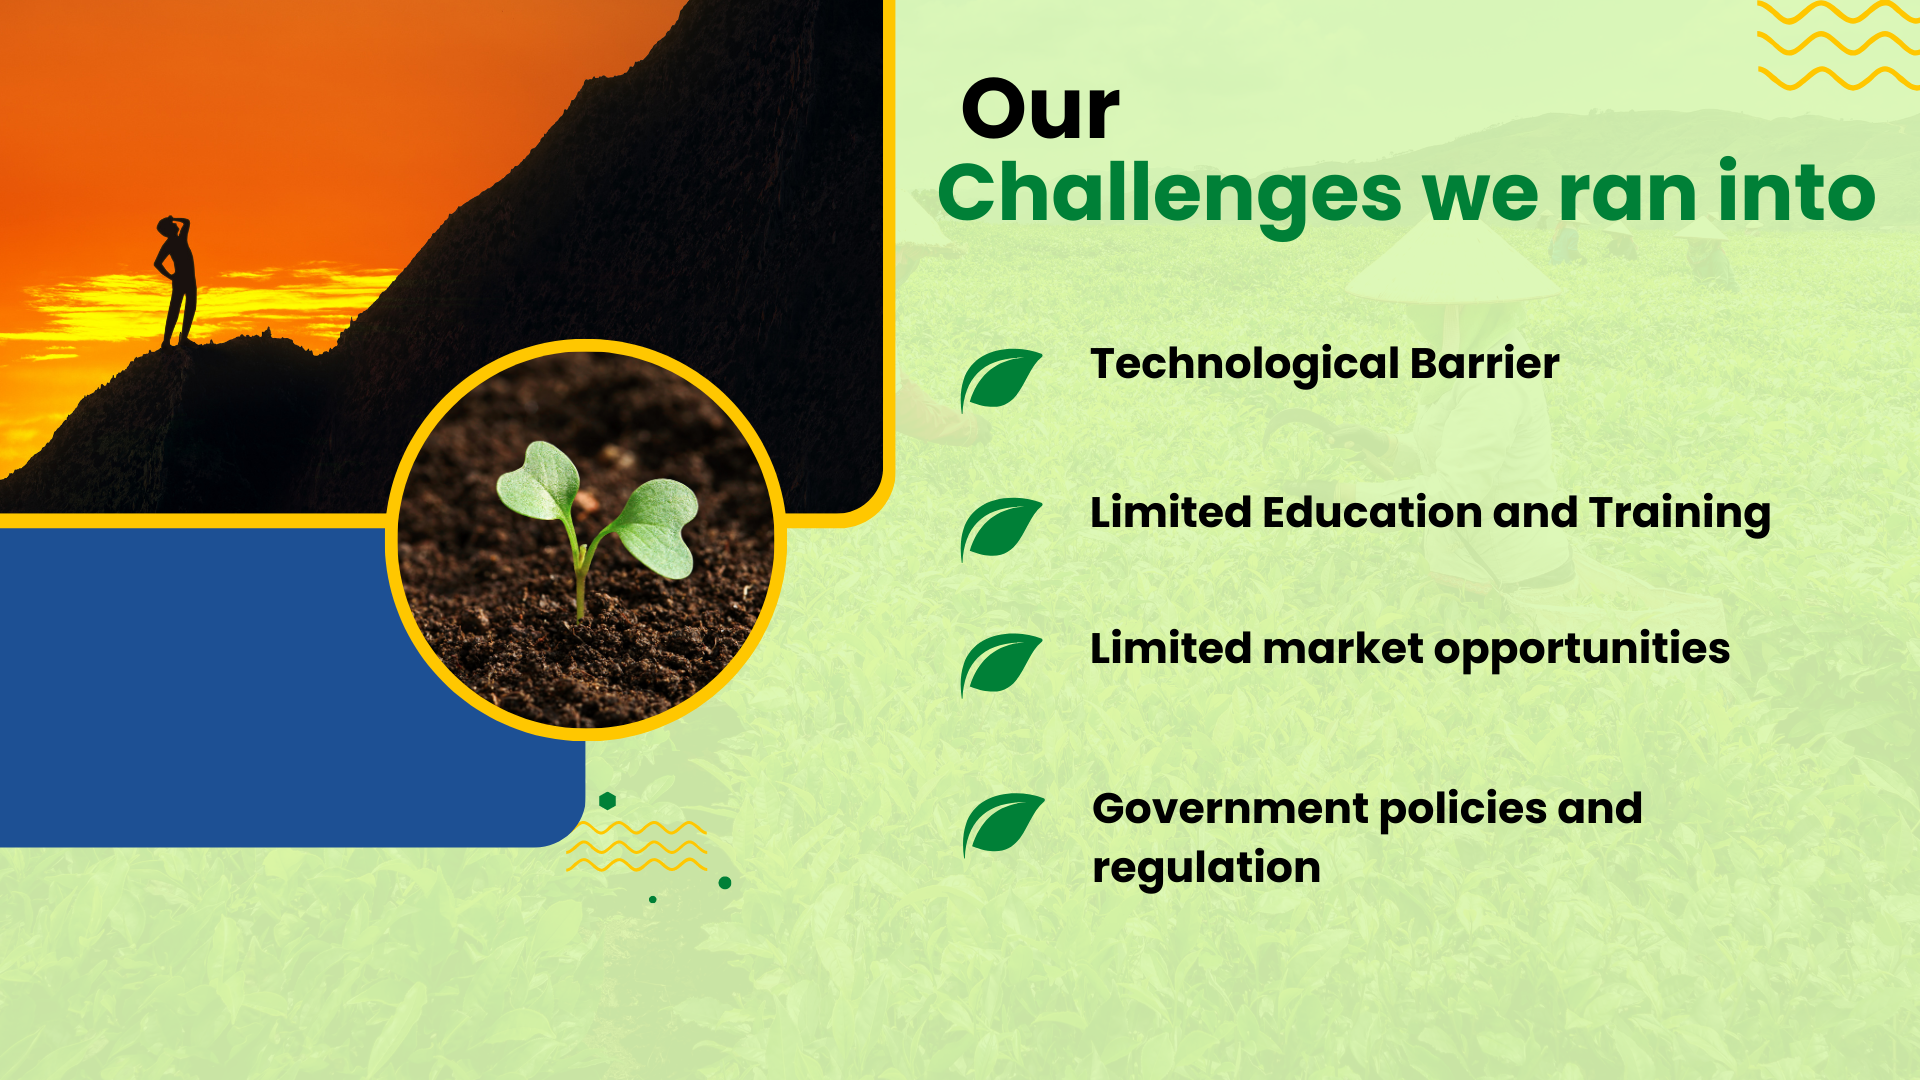 Our
Challenges we ran into
Technological Barrier
Limited Education and Training
Limited market opportunities
Government policies and
regulation